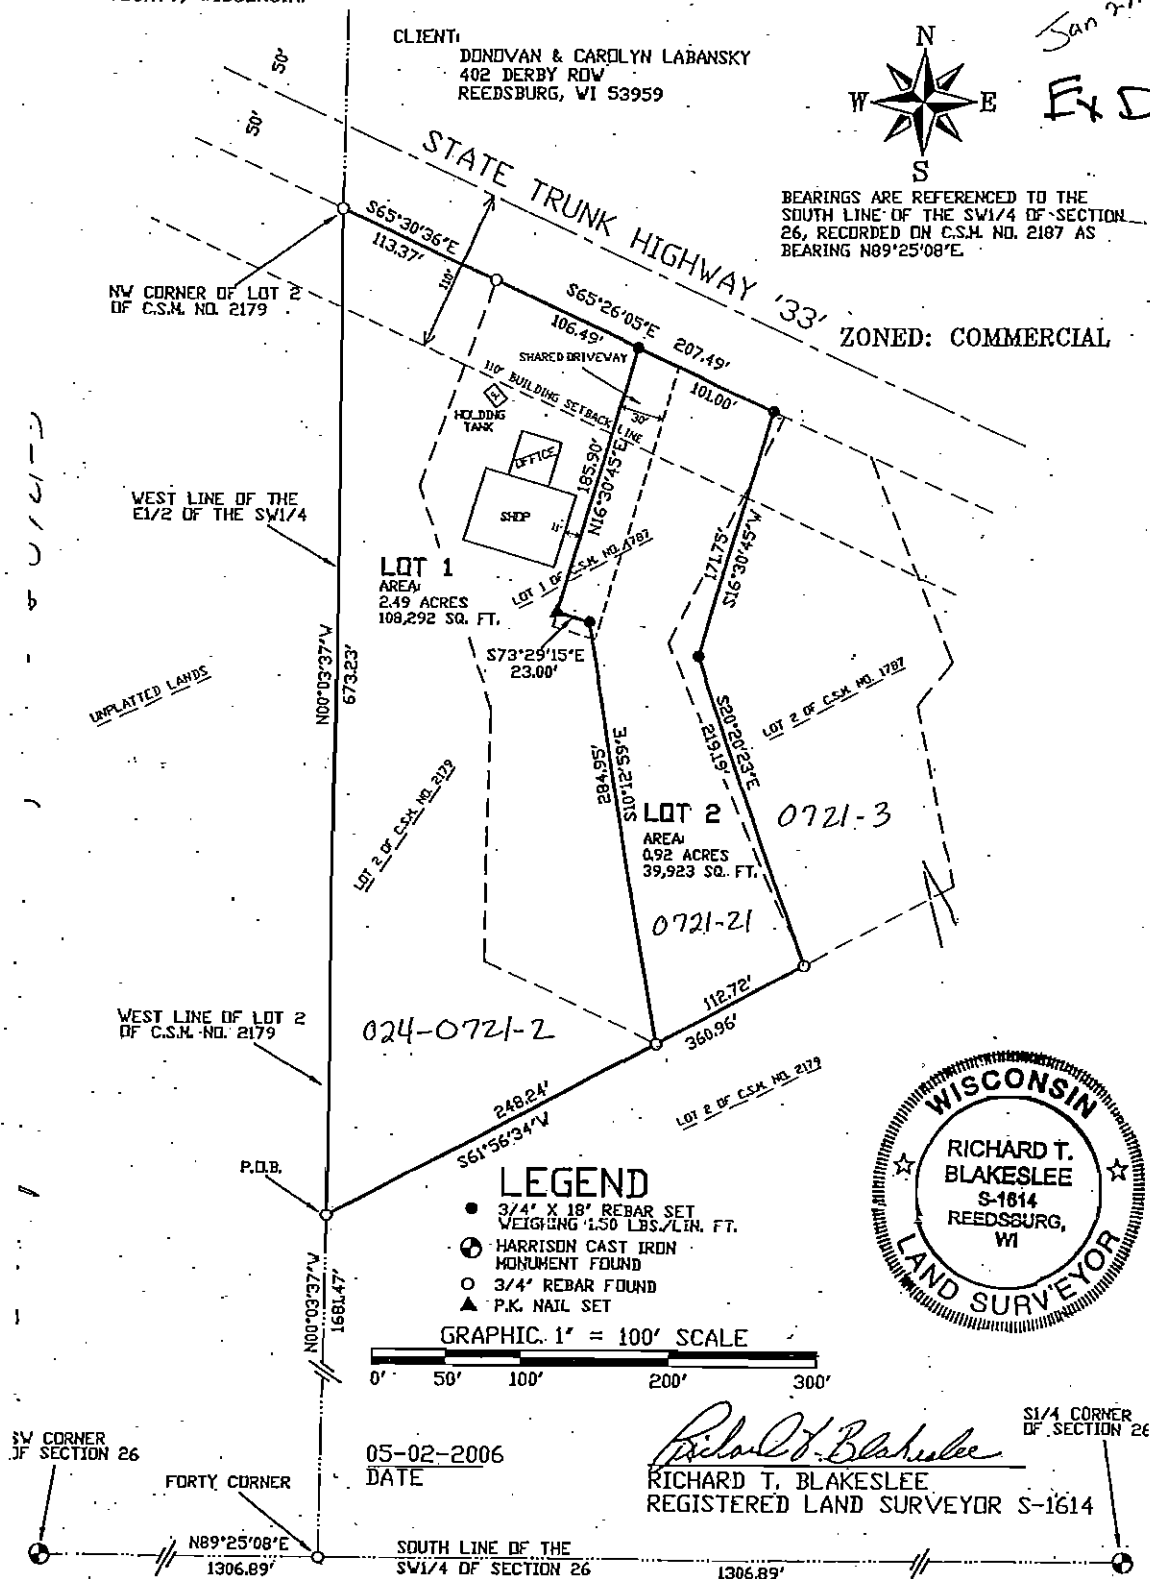 CLIENT:
DONOVAN & CAROLYN LABANSKY
402 DERBY ROW
REEDSBURG, WI 53959
Jan
Ex D
N
W
E
S
BEARINGS ARE REFERENCED TO THE
SOUTH LINE OF THE SW1/4 OF SECTION
26, RECORDED ON C.S.M. NO. 2187 AS
BEARING N89°25'08"E.
ZONED: COMMERCIAL
50'
50'
STATE TRUNK HIGHWAY '33'
S65°30'36"E
113.37'
110'
NW CORNER OF LOT 2
OF C.S.M. NO. 2179
S65°26'05"E
207.49'
106.49'
101.00'
SHARED DRIVEWAY
30'
110' BUILDING SETBACK LINE
HOLDING
TANK
OFFICE
SHOP
11'
185.90'
N16°30'45"E
171.75'
S16°30'45"W
WEST LINE OF THE
E1/2 OF THE SW1/4
LOT 1
AREA:
2.49 ACRES
108,292 SQ. FT.
LOT 1 OF C.S.M. NO. 1787
S73°29'15"E
23.00'
N00°03'37"W
673.23'
UNPLATTED LANDS
LOT 2 OF C.S.M. NO. 1787
S20°20'23"E
219.19'
284.95'
S10°12'59"E
LOT 2 OF C.S.M. NO. 2179
LOT 2
AREA:
0.92 ACRES
39,923 SQ. FT.
0721-3
0721-21
WEST LINE OF LOT 2
OF C.S.M. NO. 2179
024-0721-2
112.72'
360.96'
248.24'
S61°56'34"W
LOT 2 OF C.S.M. NO. 2179
P.O.B.
LEGEND
3/4" X 18" REBAR SET
WEIGHING 1.50 LBS./LIN. FT.
HARRISON CAST IRON
MONUMENT FOUND
3/4" REBAR FOUND
P.K. NAIL SET
WISCONSIN
RICHARD T.
BLAKESLEE
S-1614
REEDSBURG,
WI
LAND SURVEYOR
N00°03'37"W
1681.47'
GRAPHIC 1" = 100' SCALE
0' 50' 100' 200' 300'
SW CORNER
OF SECTION 26
05-02-2006
DATE
Richard T. Blakeslee
RICHARD T. BLAKESLEE
REGISTERED LAND SURVEYOR S-1614
S1/4 CORNER
OF SECTION 26
FORTY CORNER
N89°25'08"E
1306.89'
SOUTH LINE OF THE
SW1/4 OF SECTION 26
1306.89'